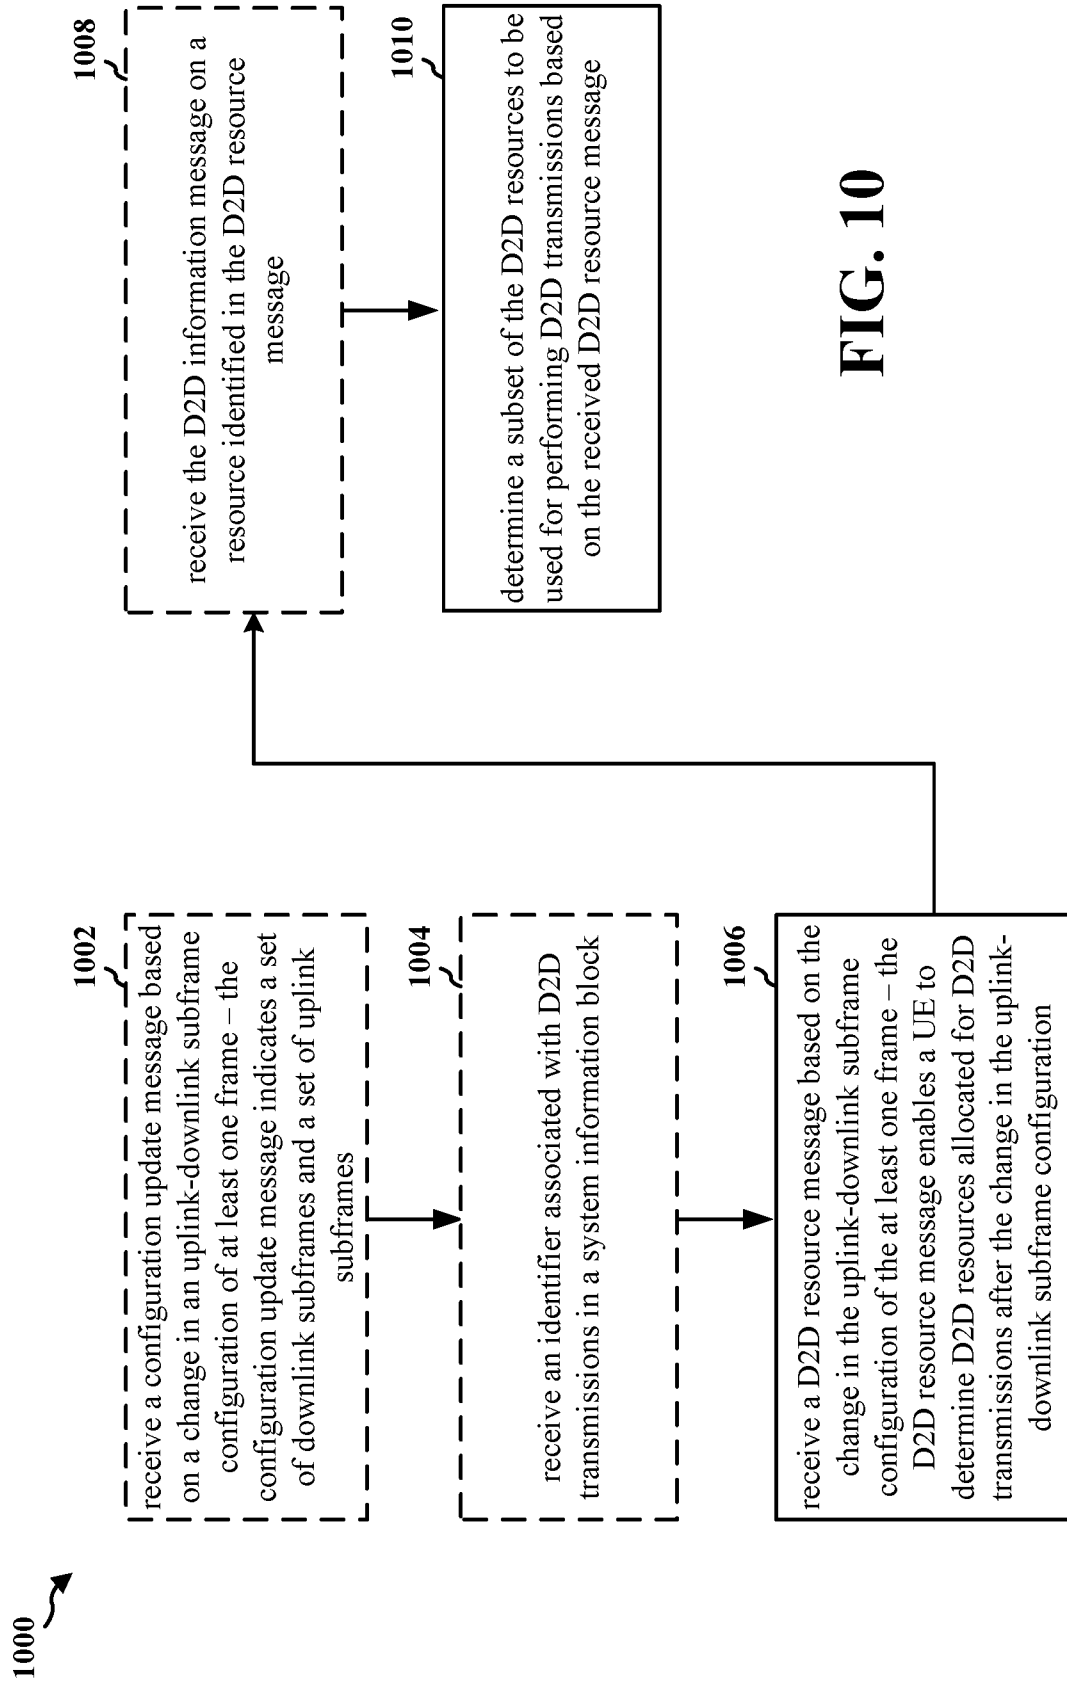 1000
1002
receive a configuration update message based
on a change in an uplink-downlink subframe
configuration of at least one frame – the
configuration update message indicates a set
of downlink subframes and a set of uplink
subframes
1004
receive an identifier associated with D2D
transmissions in a system information block
1006
receive a D2D resource message based on the
change in the uplink-downlink subframe
configuration of the at least one frame – the
D2D resource message enables a UE to
determine D2D resources allocated for D2D
transmissions after the change in the uplink-
downlink subframe configuration
1008
receive the D2D information message on a
resource identified in the D2D resource
message
1010
determine a subset of the D2D resources to be
used for performing D2D transmissions based
on the received D2D resource message
FIG. 10